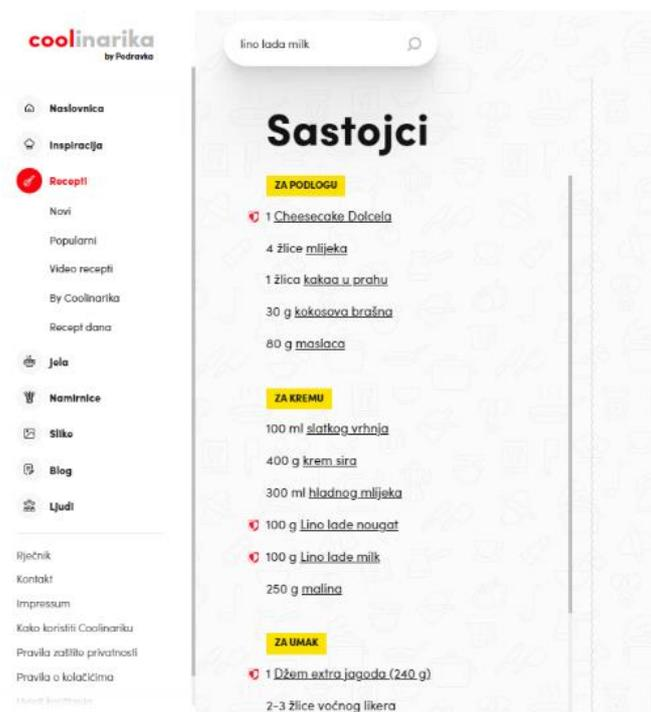 coolinarika
by Podravka
Naslovnica
Inspiracija
Recepti
Novi
Popularni
Video recepti
By Coolinarika
Recept dana
Jela
Namirnice
Slike
Blog
Ljudi
Rječnik
Kontakt
Impressum
Kako koristiti Coolinariku
Pravila zaštite privatnosti
Pravila o kolačićima
lino lada milk
Sastojci
ZA PODLOGU
1 Cheesecake Dolcela
4 žlice mlijeka
1 žlica kakaa u prahu
30 g kokosova brašna
80 g maslaca
ZA KREMU
100 ml slatkog vrhnja
400 g krem sira
300 ml hladnog mlijeka
100 g Lino lade nougat
100 g Lino lade milk
250 g malina
ZA UMAK
1 Džem extra jagoda (240 g)
2-3 žlice voćnog likera